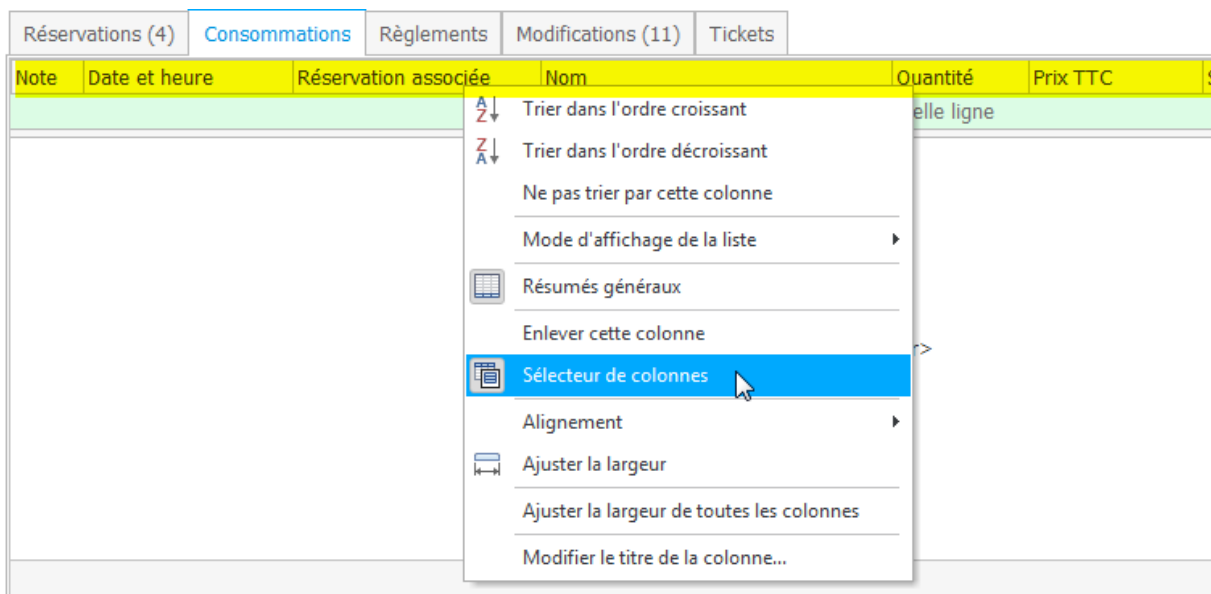 Réservations (4) Consommations Règlements Modifications (11) Tickets
Note Date et heure Réservation associée Nom Quantité Prix TTC
elle ligne
Trier dans l'ordre croissant
Trier dans l'ordre décroissant
Ne pas trier par cette colonne
Mode d'affichage de la liste
Résumés généraux
Enlever cette colonne
r>
Sélecteur de colonnes
Alignement
Ajuster la largeur
Ajuster la largeur de toutes les colonnes
Modifier le titre de la colonne...